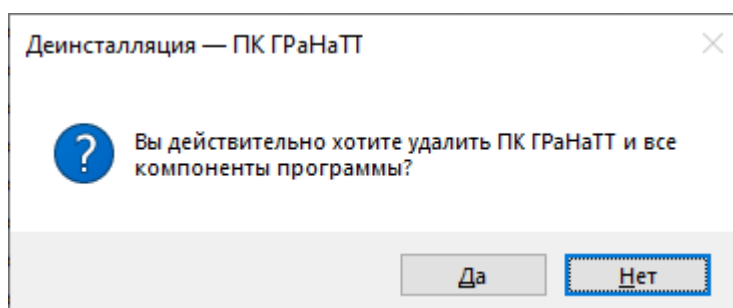 Деинсталляция — ПК ГРаНаТТ
Вы действительно хотите удалить ПК ГРаНаТТ и все
компоненты программы?
Да
Нет